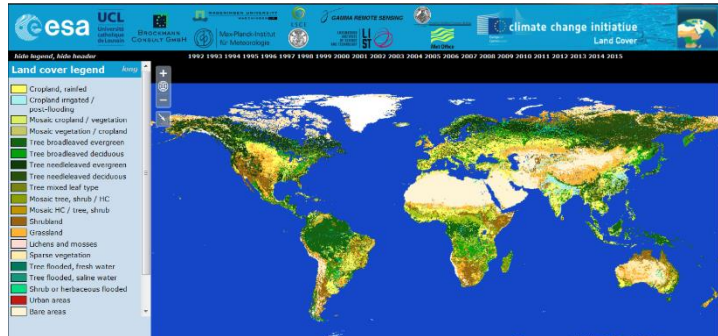 esa
UCL
Université
catholique
de Louvain
BROCKMANN
CONSULT GMBH
Max-Planck-Institut
für Meteorologie
GAMMA REMOTE SENSING
LIST
Met Office
climate change initiative
Land Cover
hide legend, hide header
1992 1993 1994 1995 1996 1997 1998 1999 2000 2001 2002 2003 2004 2005 2006 2007 2008 2009 2010 2011 2012 2013 2014 2015
Land cover legend
long
Cropland, rainfed
Cropland irrigated /
post-flooding
Mosaic cropland / vegetation
Mosaic vegetation / cropland
Tree broadleaved evergreen
Tree broadleaved deciduous
Tree needleleaved evergreen
Tree needleleaved deciduous
Tree mixed leaf type
Mosaic tree, shrub / HC
Mosaic HC / tree, shrub
Shrubland
Grassland
Lichens and mosses
Sparse vegetation
Tree flooded, fresh water
Tree flooded, saline water
Shrub or herbaceous flooded
Urban areas
Bare areas